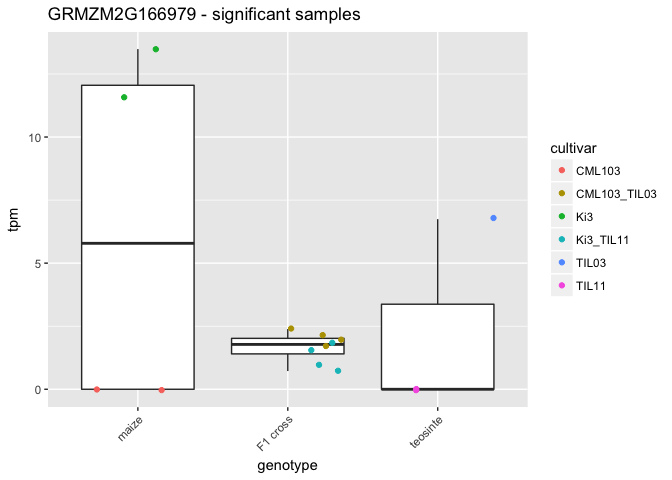 GRMZM2G166979 - significant samples
tpm
10
5
0
maize
F1 cross
teosinte
genotype
cultivar
CML103
CML103_TIL03
Ki3
Ki3_TIL11
TIL03
TIL11